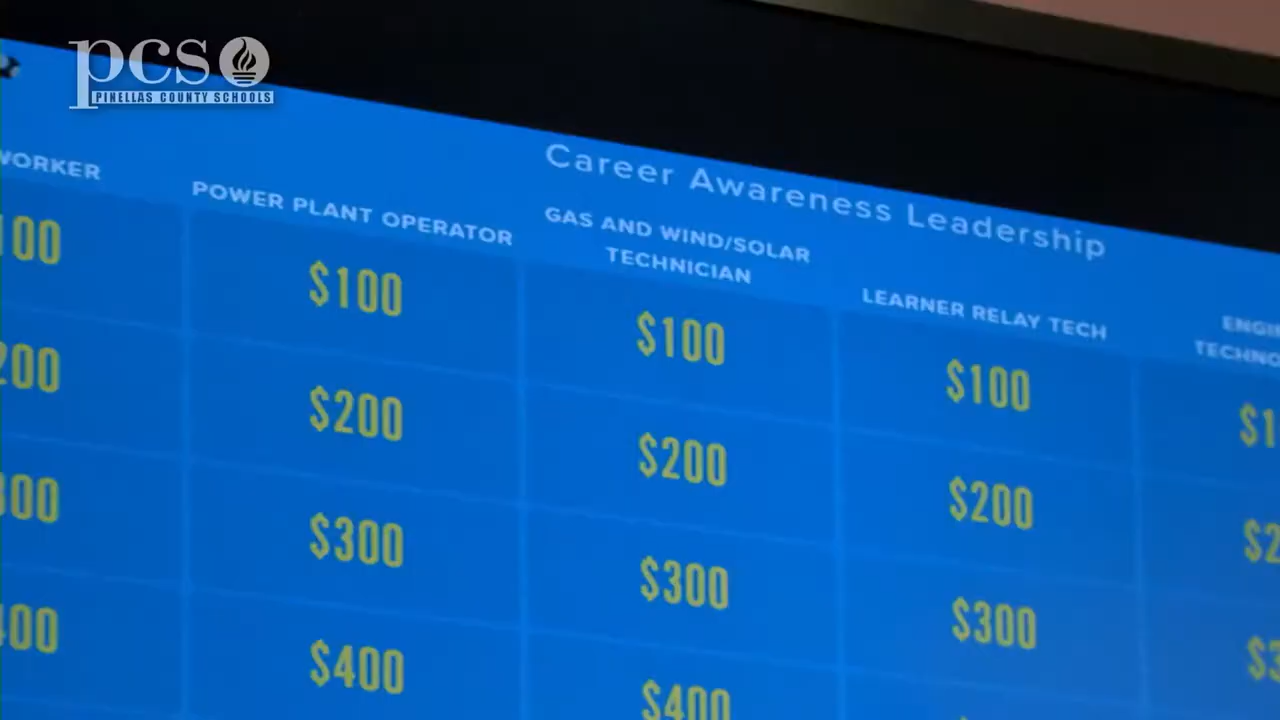 pcs
PINELLAS COUNTY SCHOOLS
Career Awareness Leadership
WORKER
POWER PLANT OPERATOR
GAS AND WIND/SOLAR
TECHNICIAN
LEARNER RELAY TECH
$100
$100
$100
$200
$200
$200
$300
$300
$300
$400
$400